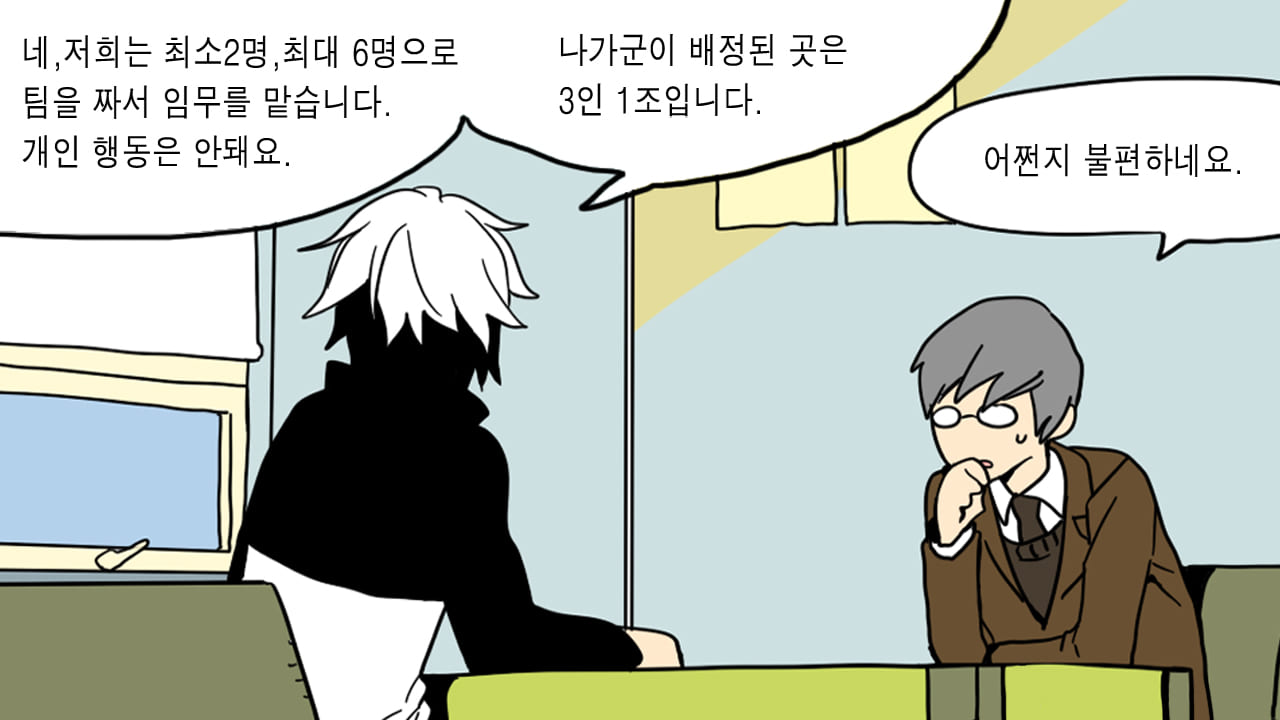 네,저희는 최소2명,최대 6명으로
팀을 짜서 임무를 맡습니다.
개인 행동은 안돼요.
나가군이 배정된 곳은
3인 1조입니다.
어쩐지 불편하네요.